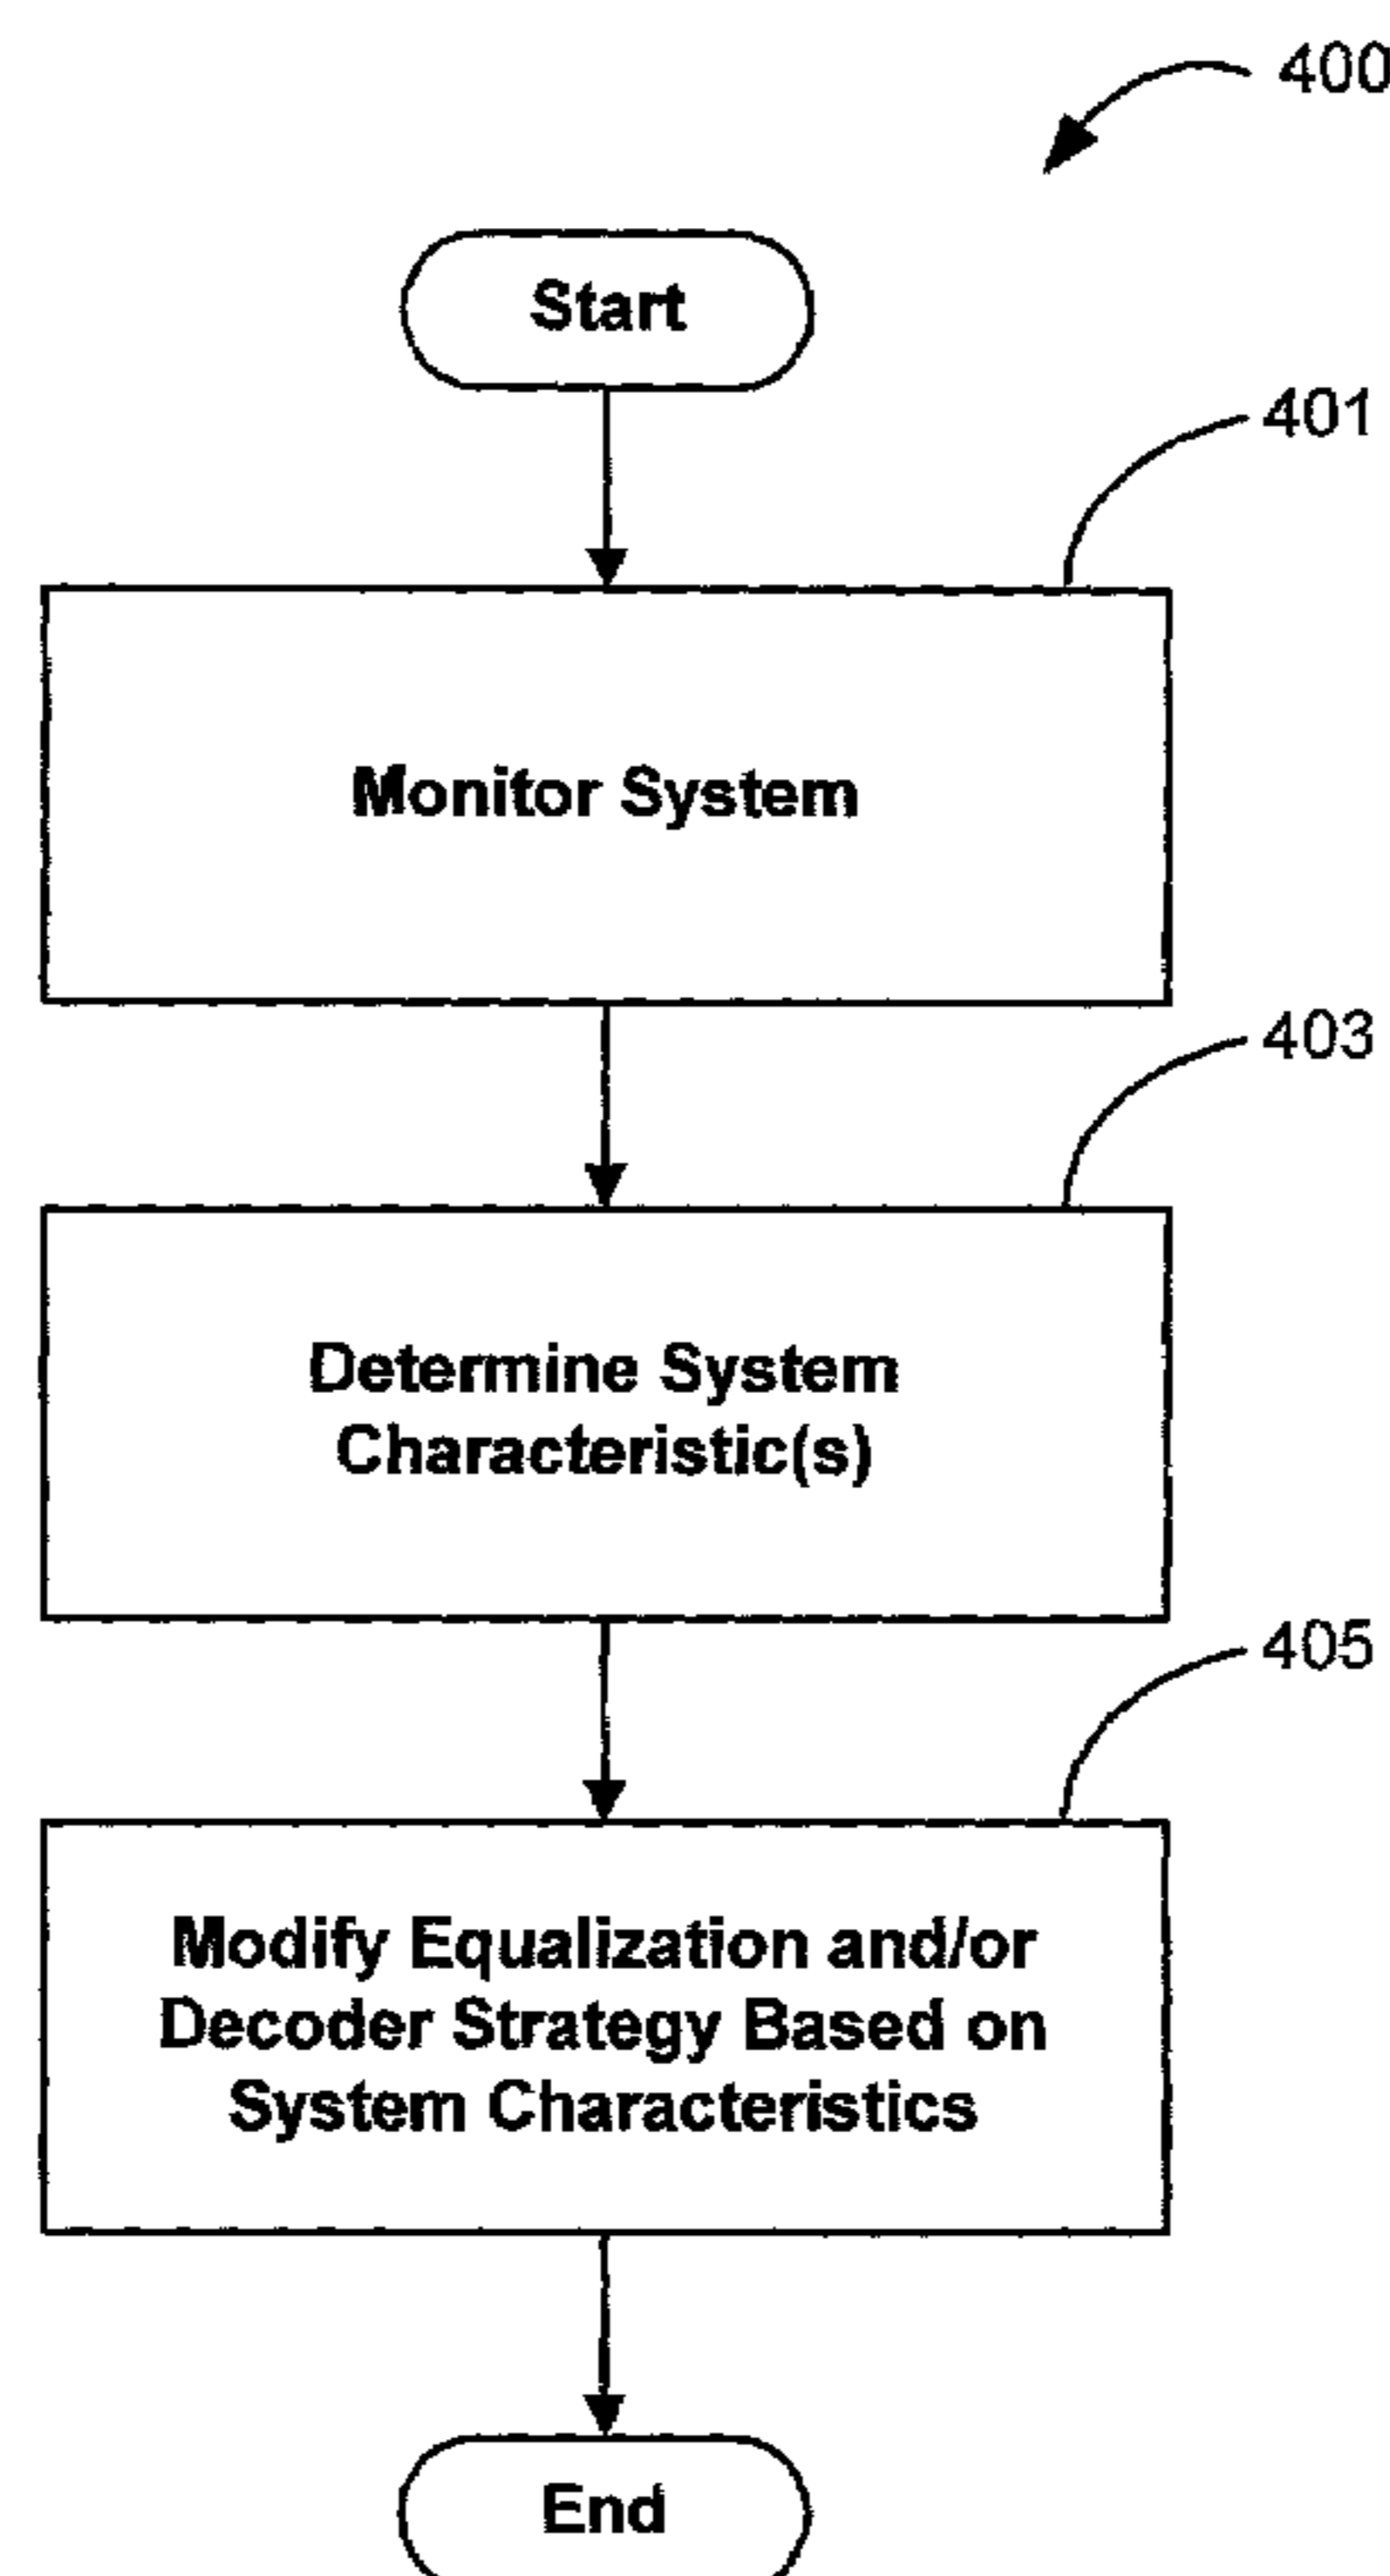 400
Start
401
Monitor System
403
Determine System
Characteristic(s)
405
Modify Equalization and/or
Decoder Strategy Based on
System Characteristics
End